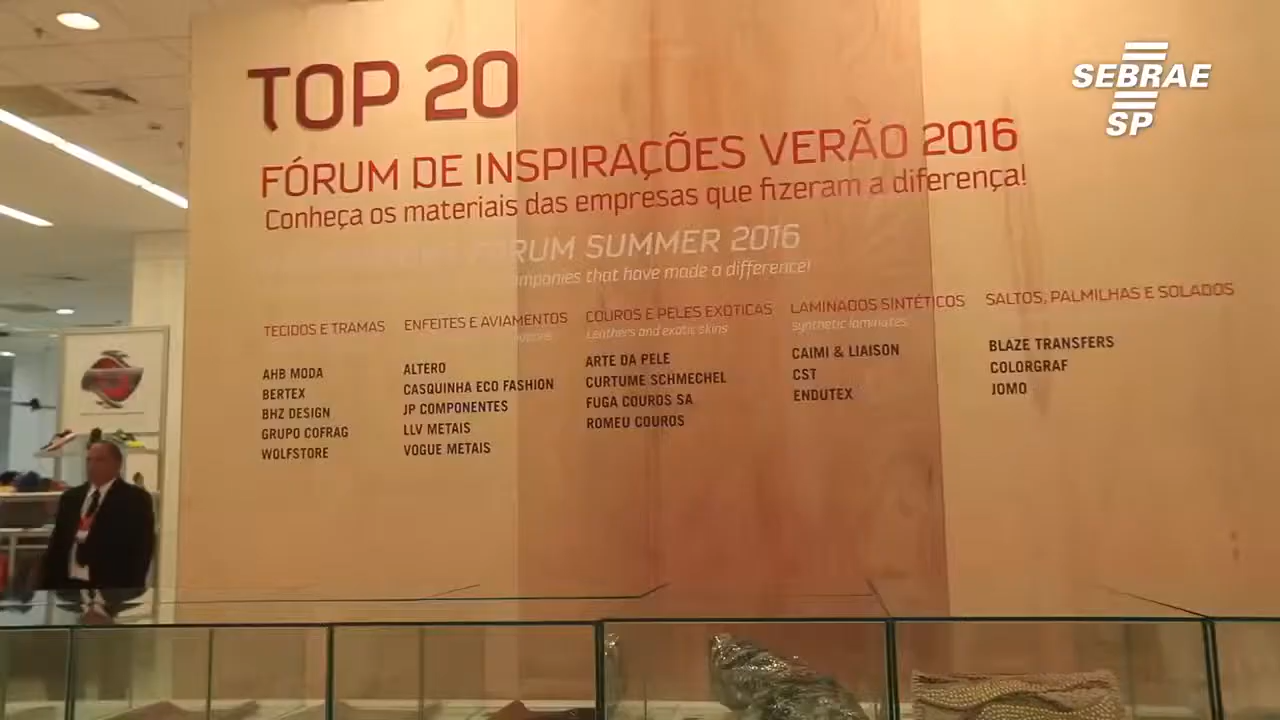 TOP 20
SEBRAE
SP
FÓRUM DE INSPIRAÇÕES VERÃO 2016
Conheça os materiais das empresas que fizeram a diferença!
FORUM SUMMER 2016
companies that have made a difference!
TECIDOS E TRAMAS
AHB MODA
BERTEX
BHZ DESIGN
GRUPO COFRAG
WOLFSTORE
ENFEITES E AVIAMENTOS
ALTERO
CASQUINHA ECO FASHION
JP COMPONENTES
LLV METAIS
VOGUE METAIS
COUROS E PELES EXÓTICAS
Leathers and exotic skins
ARTE DA PELE
CURTUME SCHMECHEL
FUGA COUROS SA
ROMEU COUROS
LAMINADOS SINTÉTICOS
synthetic laminates
CAIMI & LIAISON
CST
ENDUTEX
SALTOS, PALMILHAS E SOLADOS
BLAZE TRANSFERS
COLORGRAF
JOMO